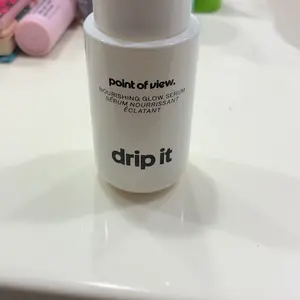 point of view.
NOURISHING GLOW SERUM
SÉRUM NOURRISSANT
ÉCLATANT
drip it